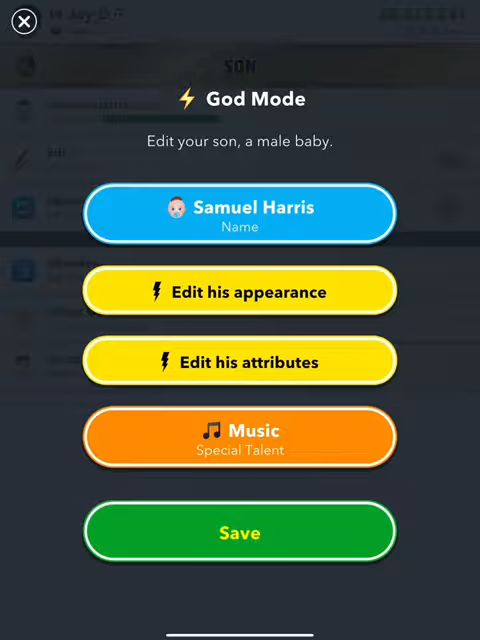 SON
God Mode
Edit your son, a male baby.
Samuel Harris
Name
Edit his appearance
Edit his attributes
Music
Special Talent
Save